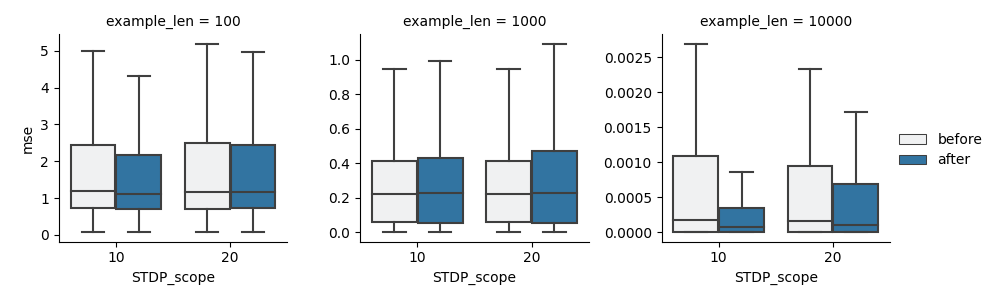 example_len = 100
mse
5
4
3
2
1
0
10
20
STDP_scope
example_len = 1000
1.0
0.8
0.6
0.4
0.2
0.0
10
20
STDP_scope
example_len = 10000
0.0025
0.0020
0.0015
0.0010
0.0005
0.0000
10
20
STDP_scope
before
after